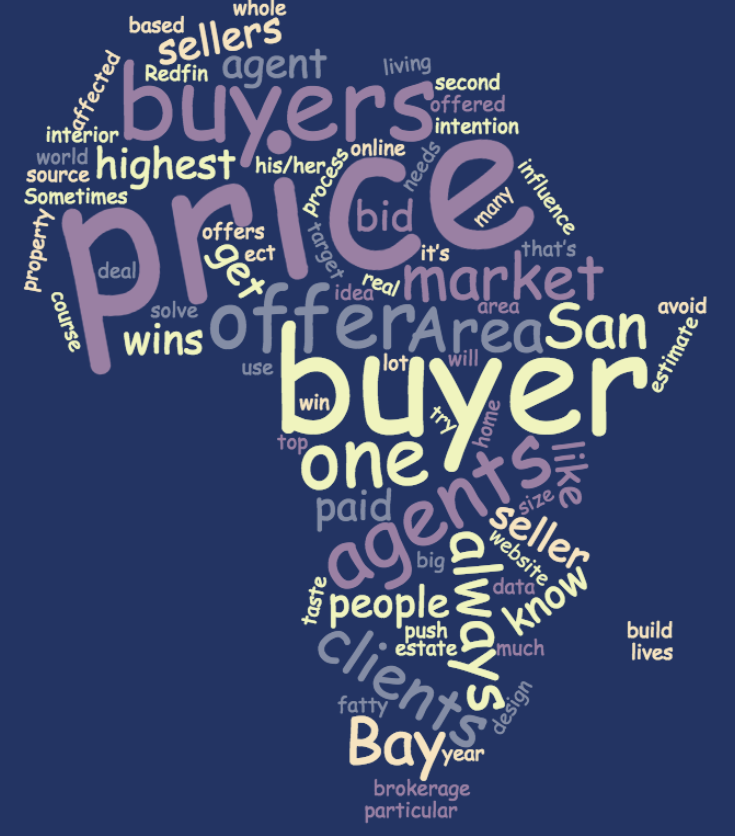 whole
based
sellers
affected
Redfin
agent
living
buyers
second
offered
intention
interior
world
highest
his/her
process
online
needs
source
Sometimes
price
influence
many
property
bid
offers
get
ect
target
it's
that's
deal
real
market
idea
area
course
solve
wins
offer
Area
San
avoid
estimate
use
buyer
lot
will
win
try
home
top
one
agents
like
size
paid
seller
big
always
website
know
data
taste
people
push
estate
much
build
lives
clients
design
fatty
Bay
year
brokerage
particular